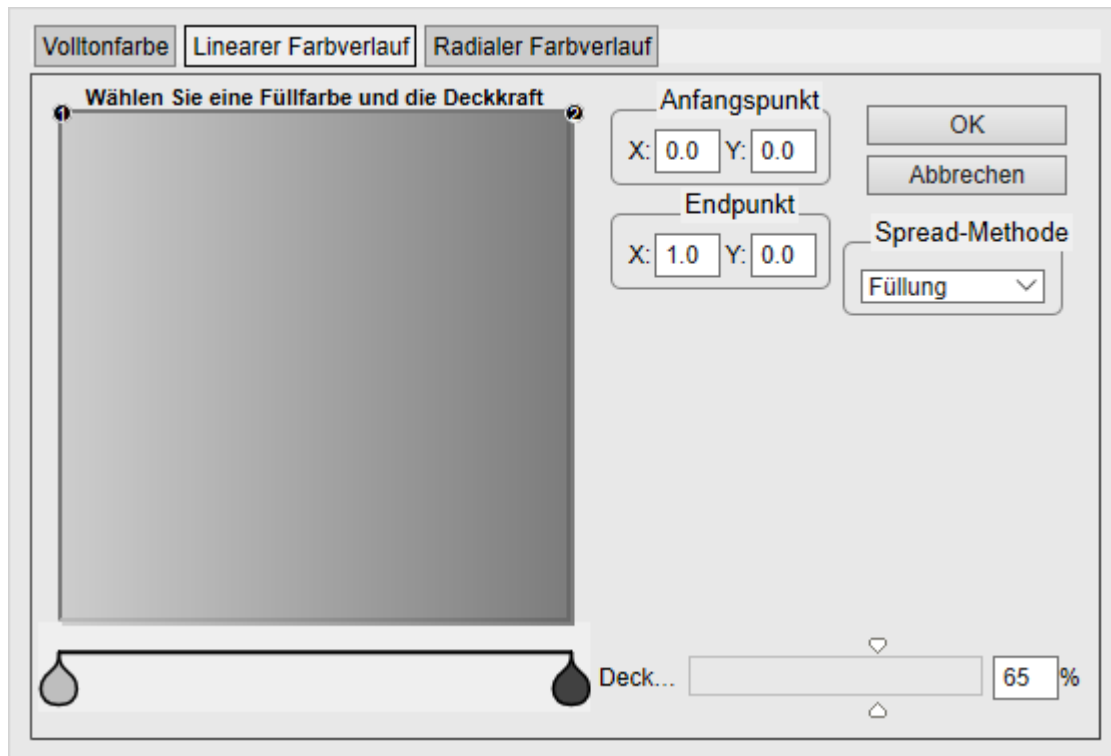 Volltonfarbe Linearer Farbverlauf Radialer Farbverlauf
Wählen Sie eine Füllfarbe und die Deckkraft
1 2
Anfangspunkt
X: 0.0 Y: 0.0
Endpunkt
X: 1.0 Y: 0.0
OK
Abbrechen
Spread-Methode
Füllung
Deck... 65 %